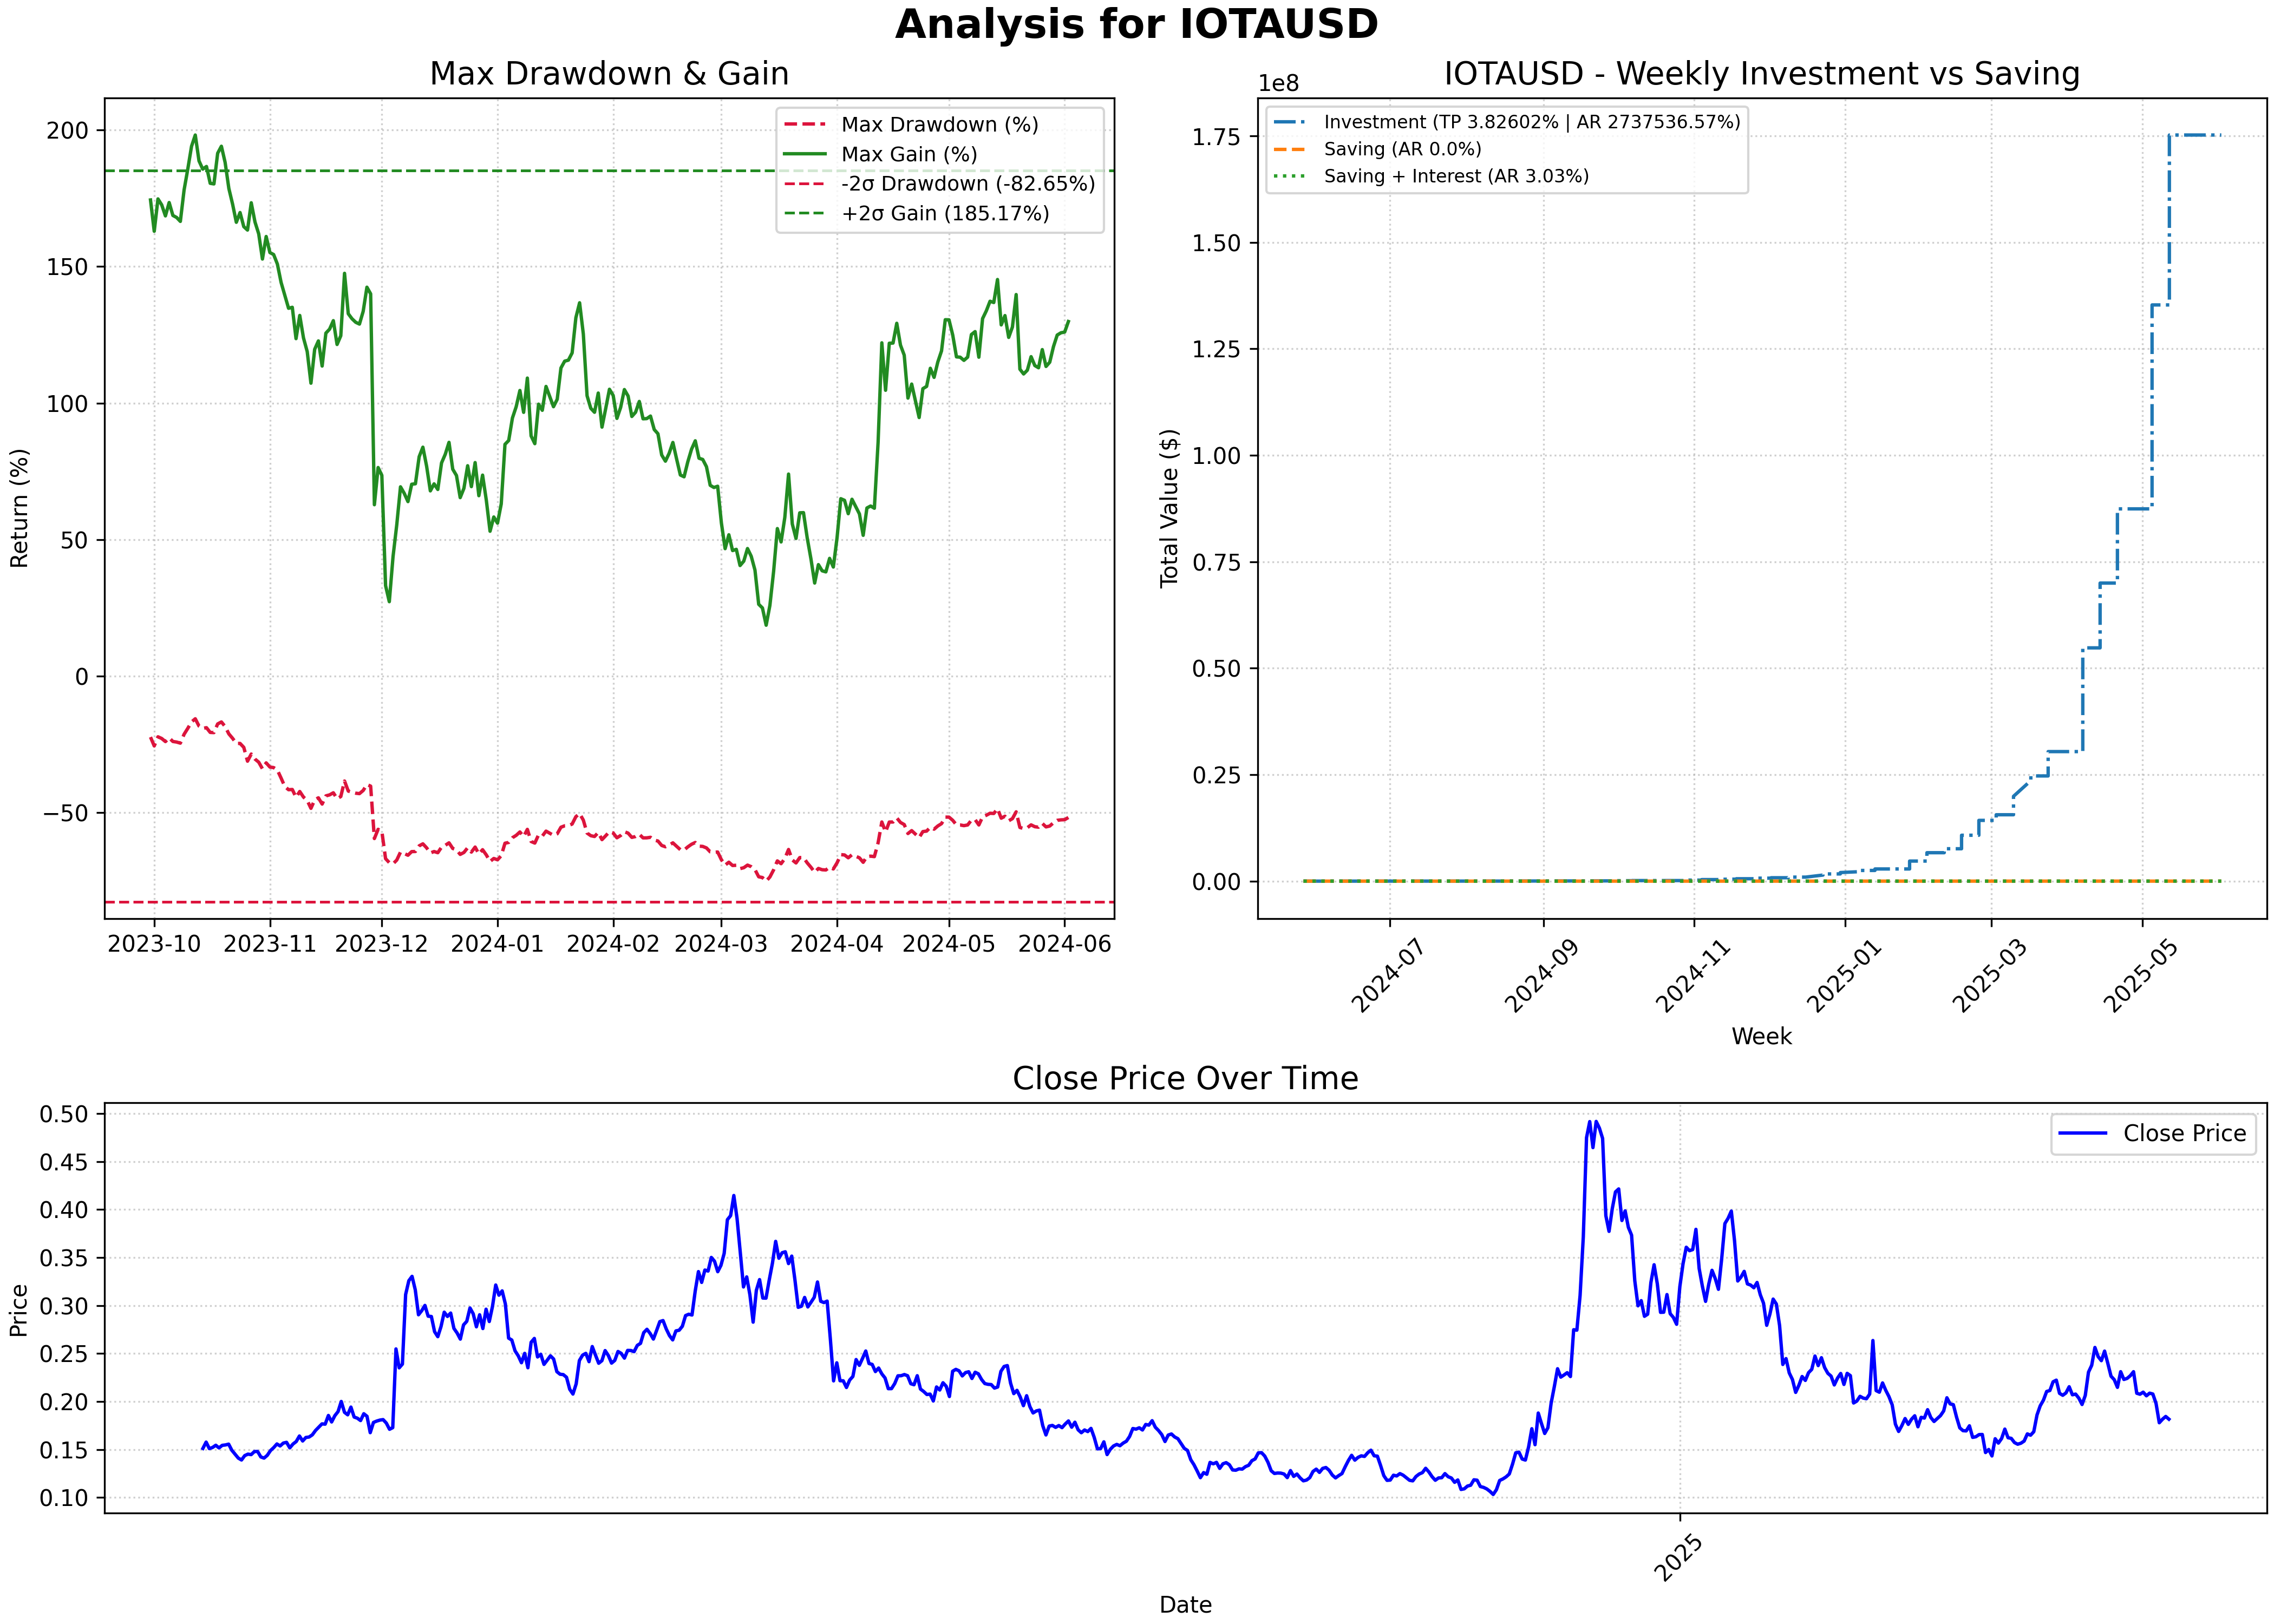 Analysis for IOTAUSD
Max Drawdown & Gain
200
150
100
50
0
−50
Return (%)
Max Drawdown (%)
Max Gain (%)
-2σ Drawdown (-82.65%)
+2σ Gain (185.17%)
2023-10 2023-11 2023-12 2024-01 2024-02 2024-03 2024-04 2024-05 2024-06
IOTAUSD - Weekly Investment vs Saving
1e8
1.75
1.50
1.25
1.00
0.75
0.50
0.25
0.00
Total Value ($)
Investment (TP 3.82602% | AR 2737536.57%)
Saving (AR 0.0%)
Saving + Interest (AR 3.03%)
2024-07 2024-09 2024-11 2025-01 2025-03 2025-05
Week
Close Price Over Time
0.50
0.45
0.40
0.35
0.30
0.25
0.20
0.15
0.10
Price
Close Price
2025
Date